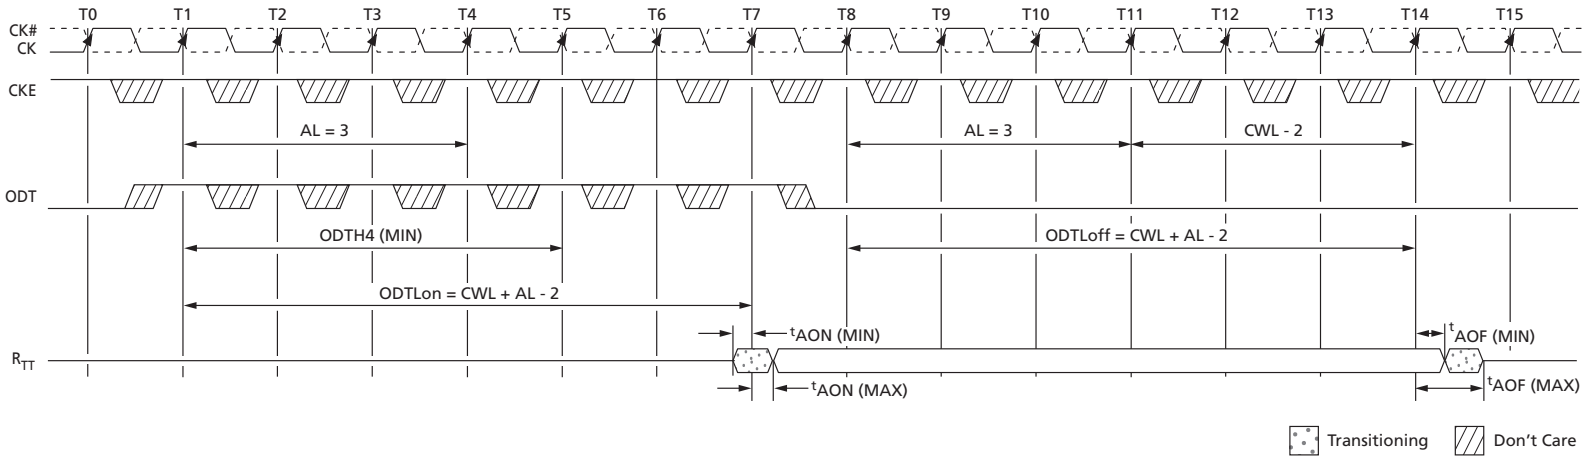 T0 T1 T2 T3 T4 T5 T6 T7 T8 T9 T10 T11 T12 T13 T14 T15
CK#
CK
CKE
AL = 3 AL = 3 CWL - 2
ODT
ODTH4 (MIN) ODTLoff = CWL + AL - 2
ODTLon = CWL + AL - 2
tAON (MIN) tAOF (MIN)
RTT
tAON (MAX) tAOF (MAX)
Transitioning Don't Care